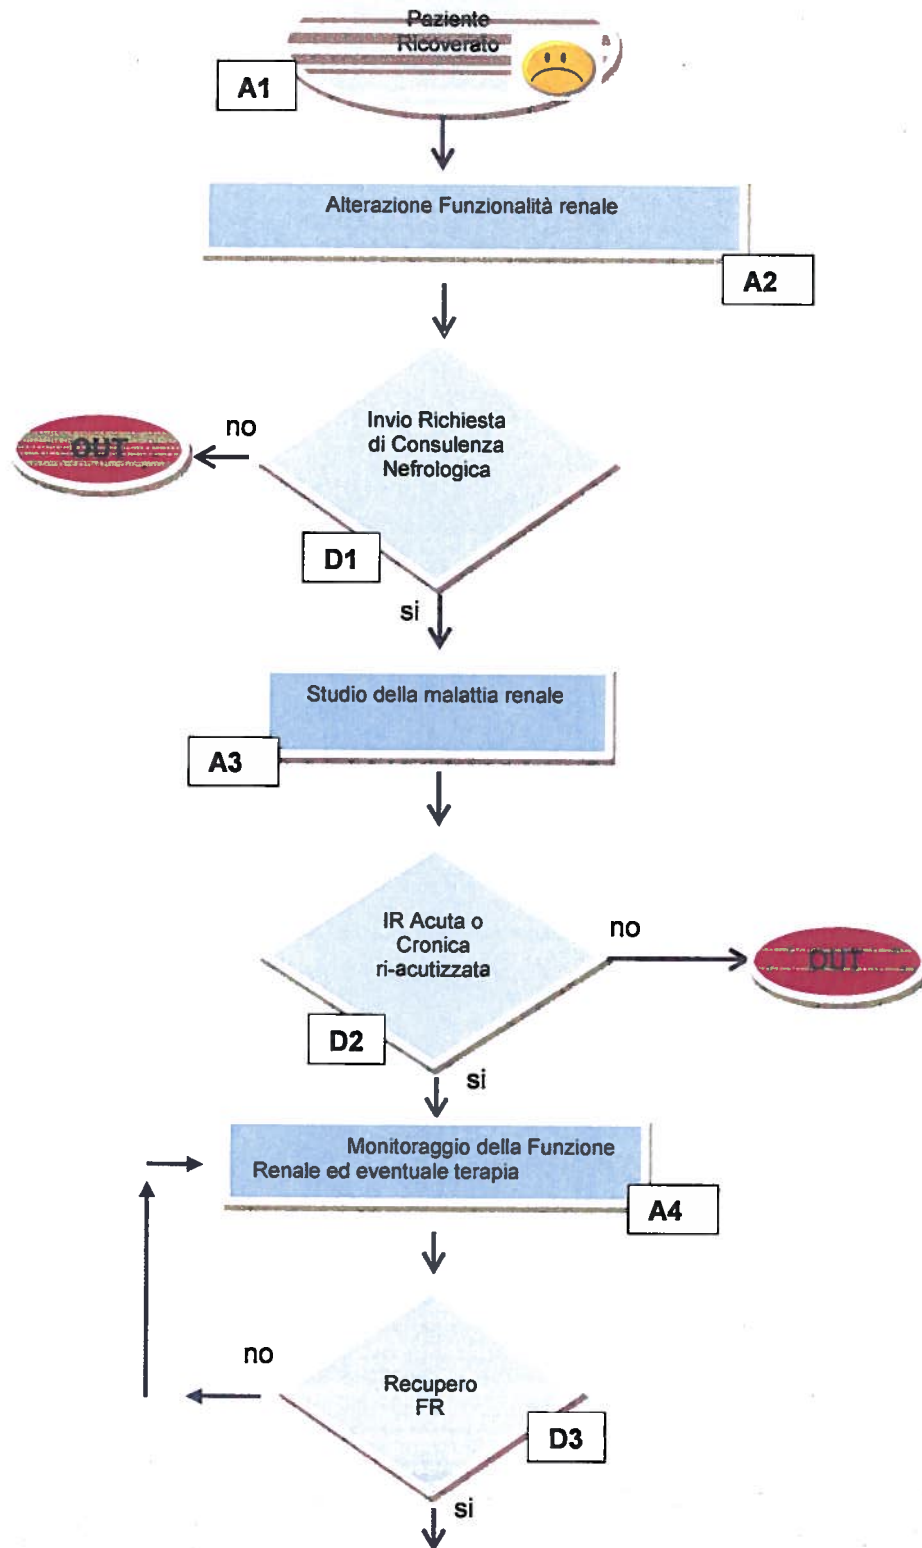 Paziente
Ricoverato
A1
Alterazione Funzionalità renale
A2
Invio Richiesta
di Consulenza
Nefrologica
no
OUT
D1
si
Studio della malattia renale
A3
IR Acuta o
Cronica
ri-acutizzata
no
OUT
D2
si
Monitoraggio della Funzione
Renale ed eventuale terapia
A4
no
Recupero
FR
D3
si